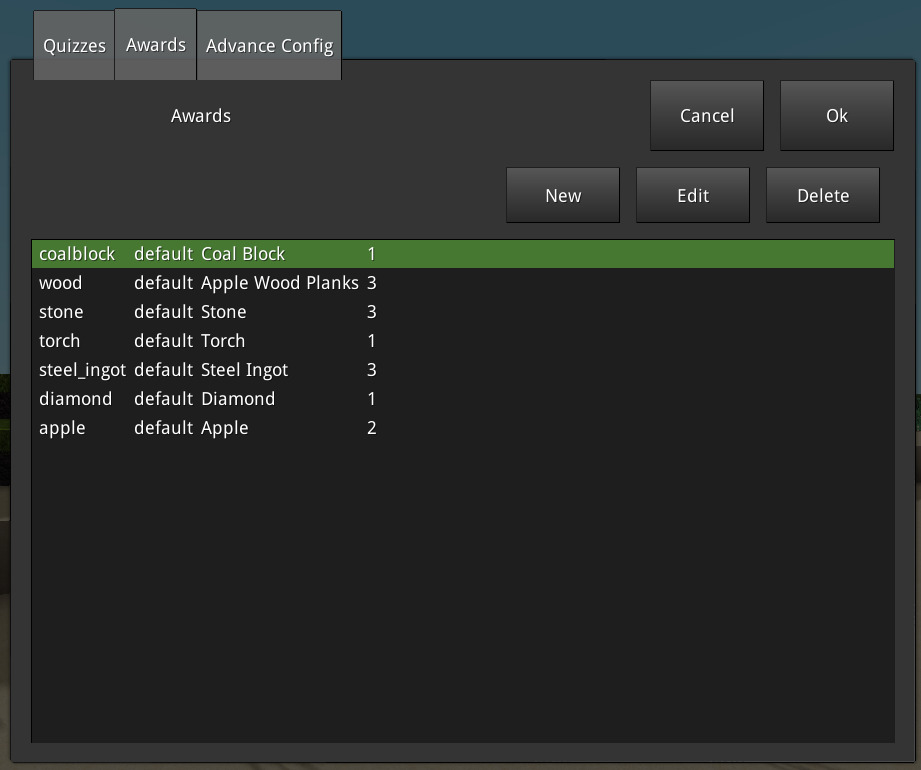 Quizzes Awards Advance Config
Awards Cancel Ok
New Edit Delete
coalblock default Coal Block 1
wood default Apple Wood Planks 3
stone default Stone 3
torch default Torch 1
steel_ingot default Steel Ingot 3
diamond default Diamond 1
apple default Apple 2